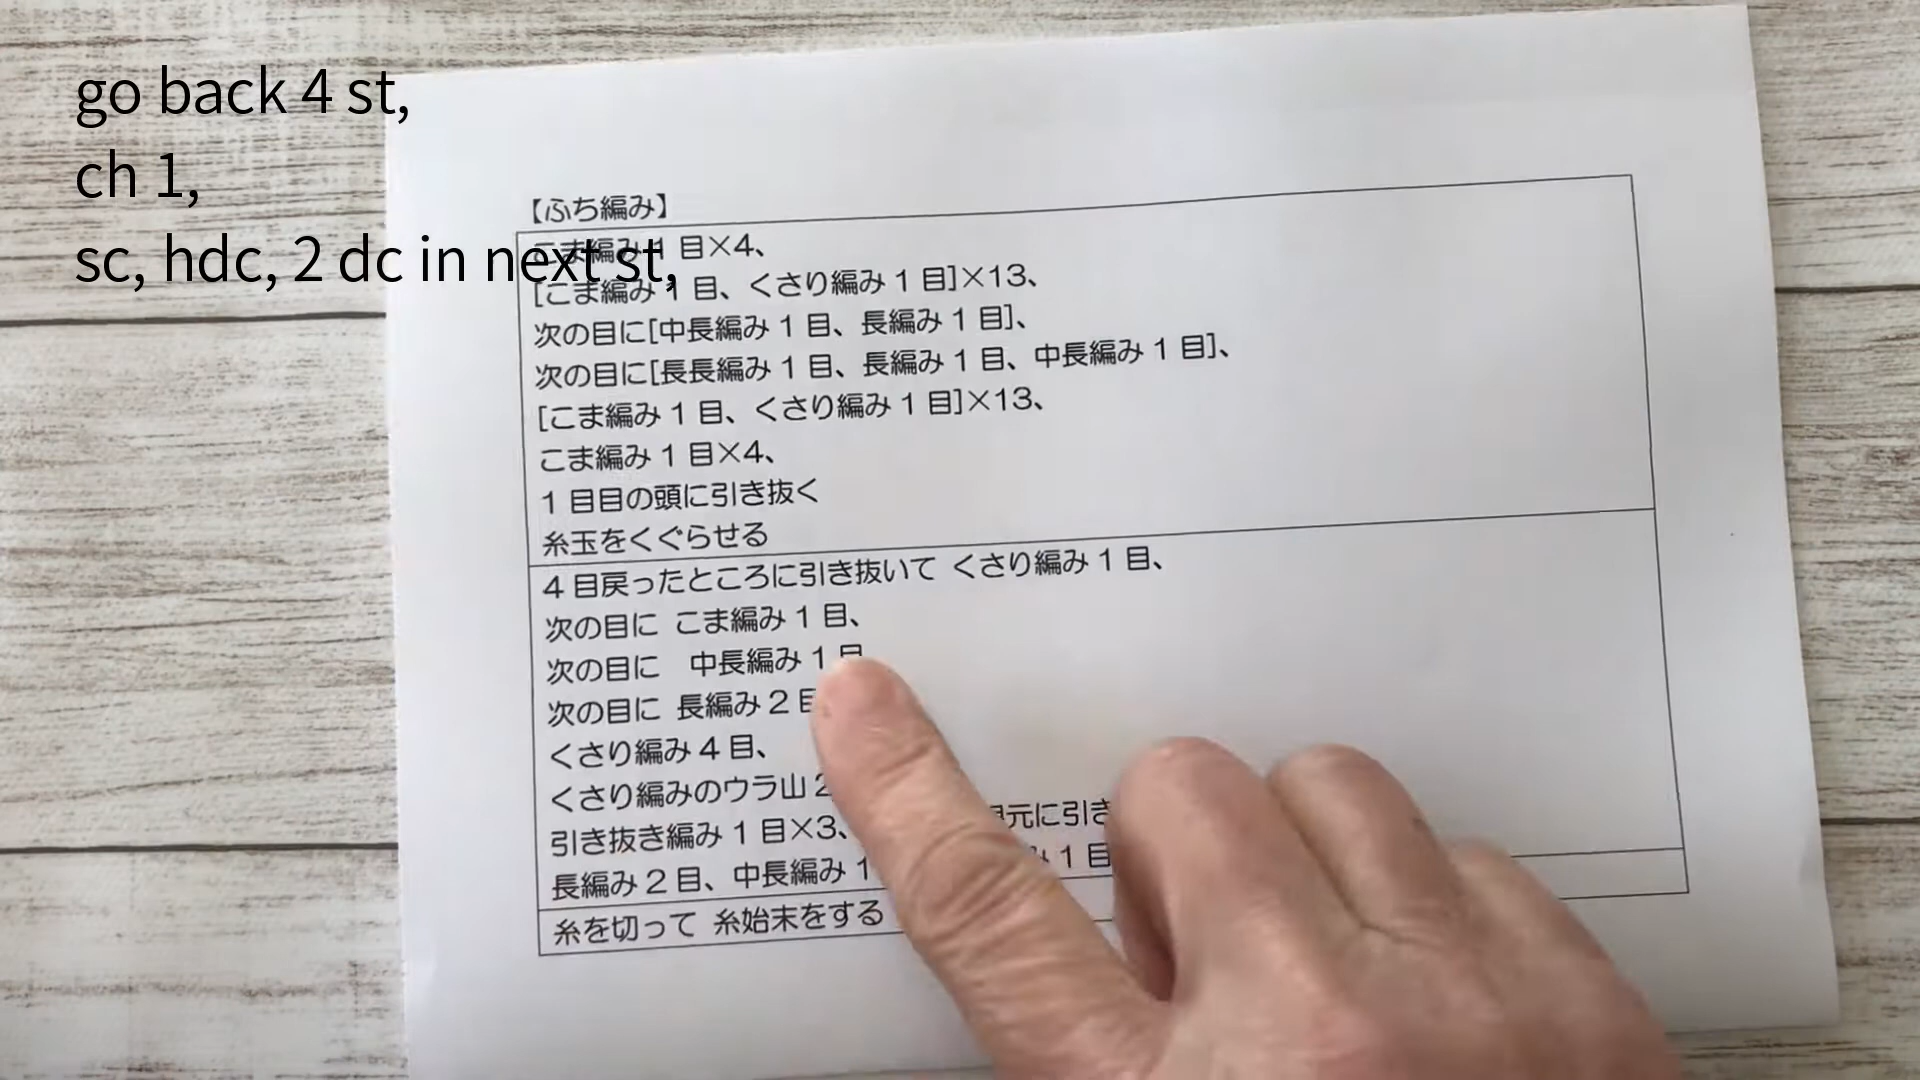 go back 4 st,
ch 1,
sc, hdc, 2 dc in next st,
【ふち編み】
こま編み1目×4、
[こま編み1目、くさり編み1目]×13、
次の目に[中長編み1目、長編み1目]、
次の目に[長長編み1目、長編み1目、中長編み1目]、
[こま編み1目、くさり編み1目]×13、
こま編み1目×4、
1目目の頭に引き抜く
糸玉をくぐらせる
4目戻ったところに引き抜いて くさり編み1目、
次の目に こま編み1目、
次の目に 中長編み1目
次の目に 長編み2目
くさり編み4目、
くさり編みのウラ山2
引き抜き編み1目×3、 元に引き
長編み2目、中長編み1 み1目
糸を切って 糸始末をする